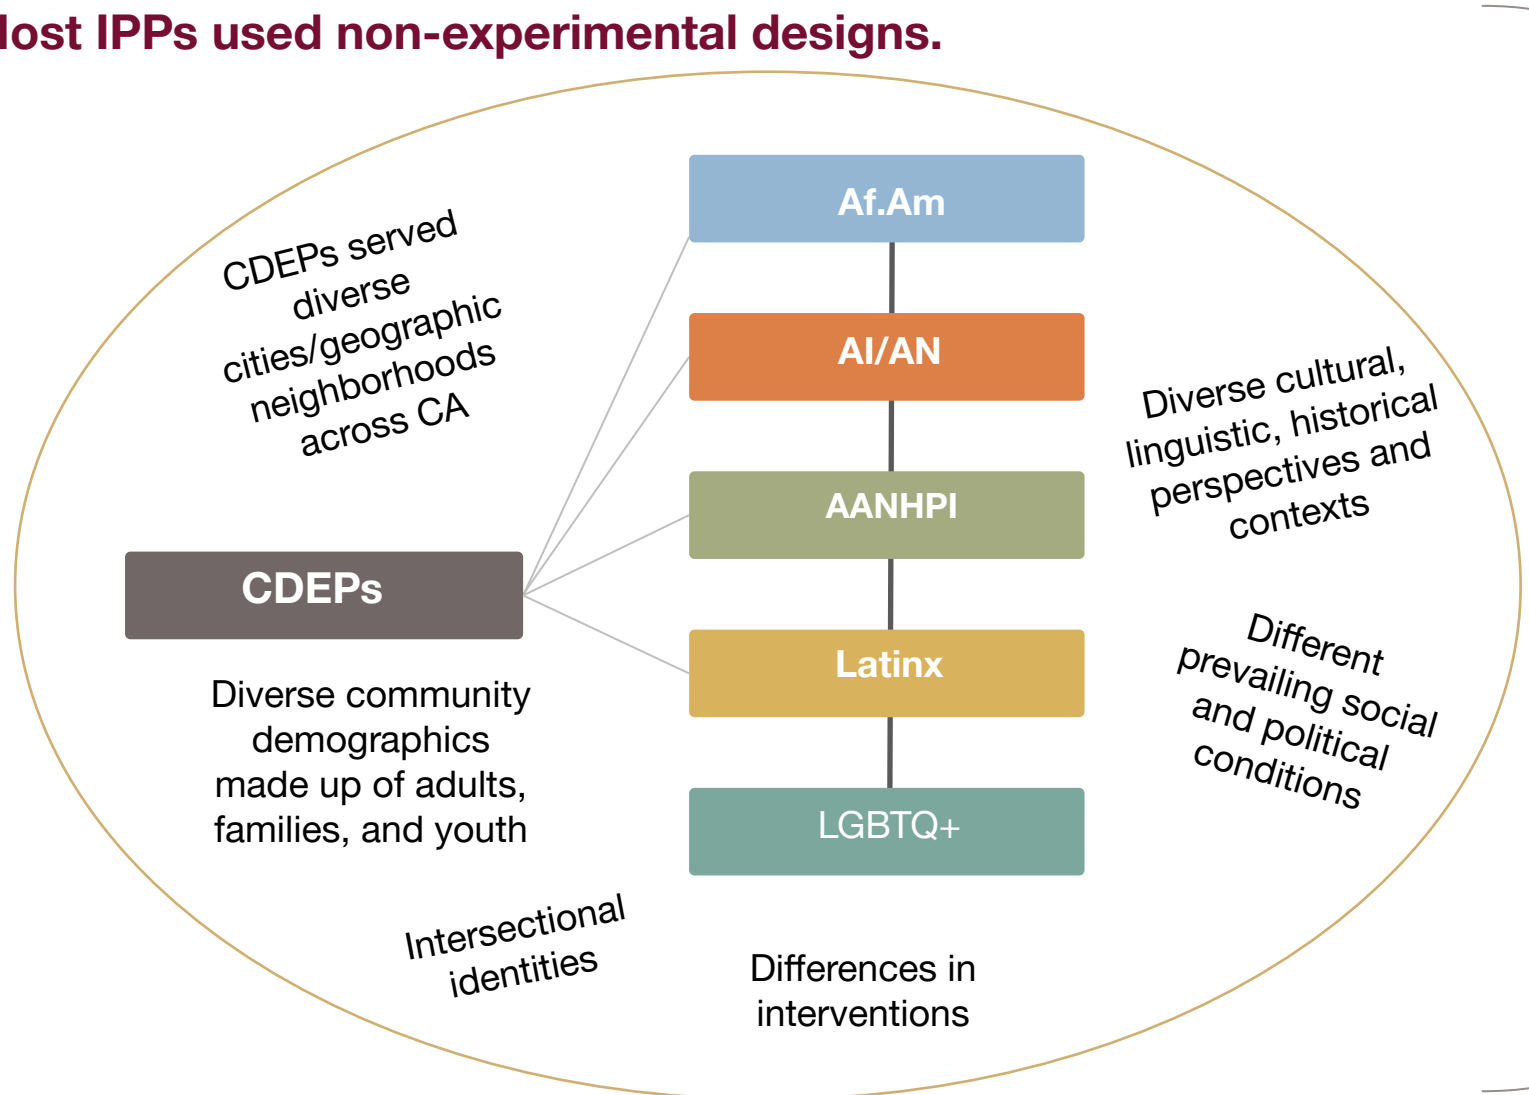 lost IPPs used non-experimental designs.
CDEPs served
diverse
cities/geographic
neighborhoods
across CA
Af.Am
AI/AN
AANHPI
Latinx
LGBTQ+
CDEPs
Diverse community
demographics
made up of adults,
families, and youth
Diverse cultural,
linguistic, historical
perspectives and
contexts
Different
prevailing social
and political
conditions
Intersectional
identities
Differences in
interventions